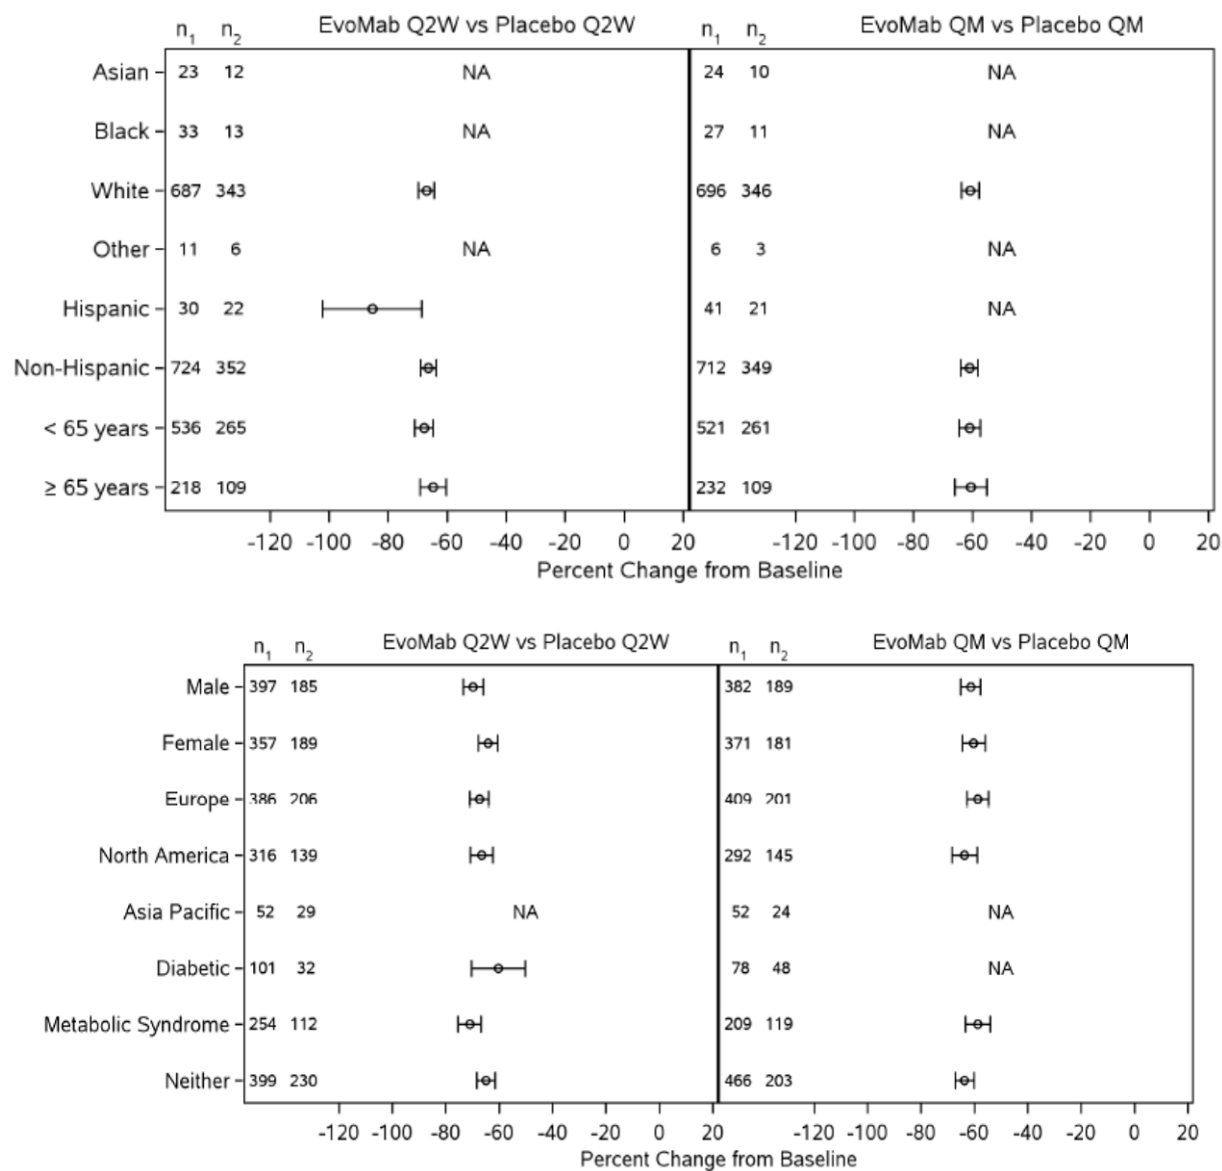 n1 n2 EvoMab Q2W vs Placebo Q2W n1 n2 EvoMab QM vs Placebo QM
Asian 23 12 NA 24 10 NA
Black 33 13 NA 27 11 NA
White 687 343 696 346
Other 11 6 NA 6 3 NA
Hispanic 30 22 41 21 NA
Non-Hispanic 724 352 712 349
< 65 years 536 265 521 261
≥ 65 years 218 109 232 109
-120 -100 -80 -60 -40 -20 0 20 -120 -100 -80 -60 -40 -20 0 20
Percent Change from Baseline
n1 n2 EvoMab Q2W vs Placebo Q2W n1 n2 EvoMab QM vs Placebo QM
Male 397 185 382 189
Female 357 189 371 181
Europe 386 206 409 201
North America 316 139 292 145
Asia Pacific 52 29 NA 52 24 NA
Diabetic 101 32 78 48 NA
Metabolic Syndrome 254 112 209 119
Neither 399 230 466 203
-120 -100 -80 -60 -40 -20 0 20 -120 -100 -80 -60 -40 -20 0 20
Percent Change from Baseline